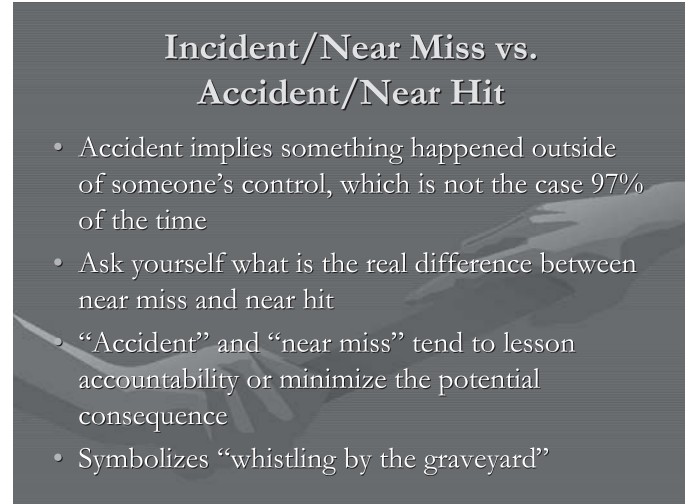 Incident/Near Miss vs.
Accident/Near Hit
• Accident implies something happened outside
of someone's control, which is not the case 97%
of the time
• Ask yourself what is the real difference between
near miss and near hit
• “Accident” and “near miss” tend to lesson
accountability or minimize the potential
consequence
• Symbolizes “whistling by the graveyard”